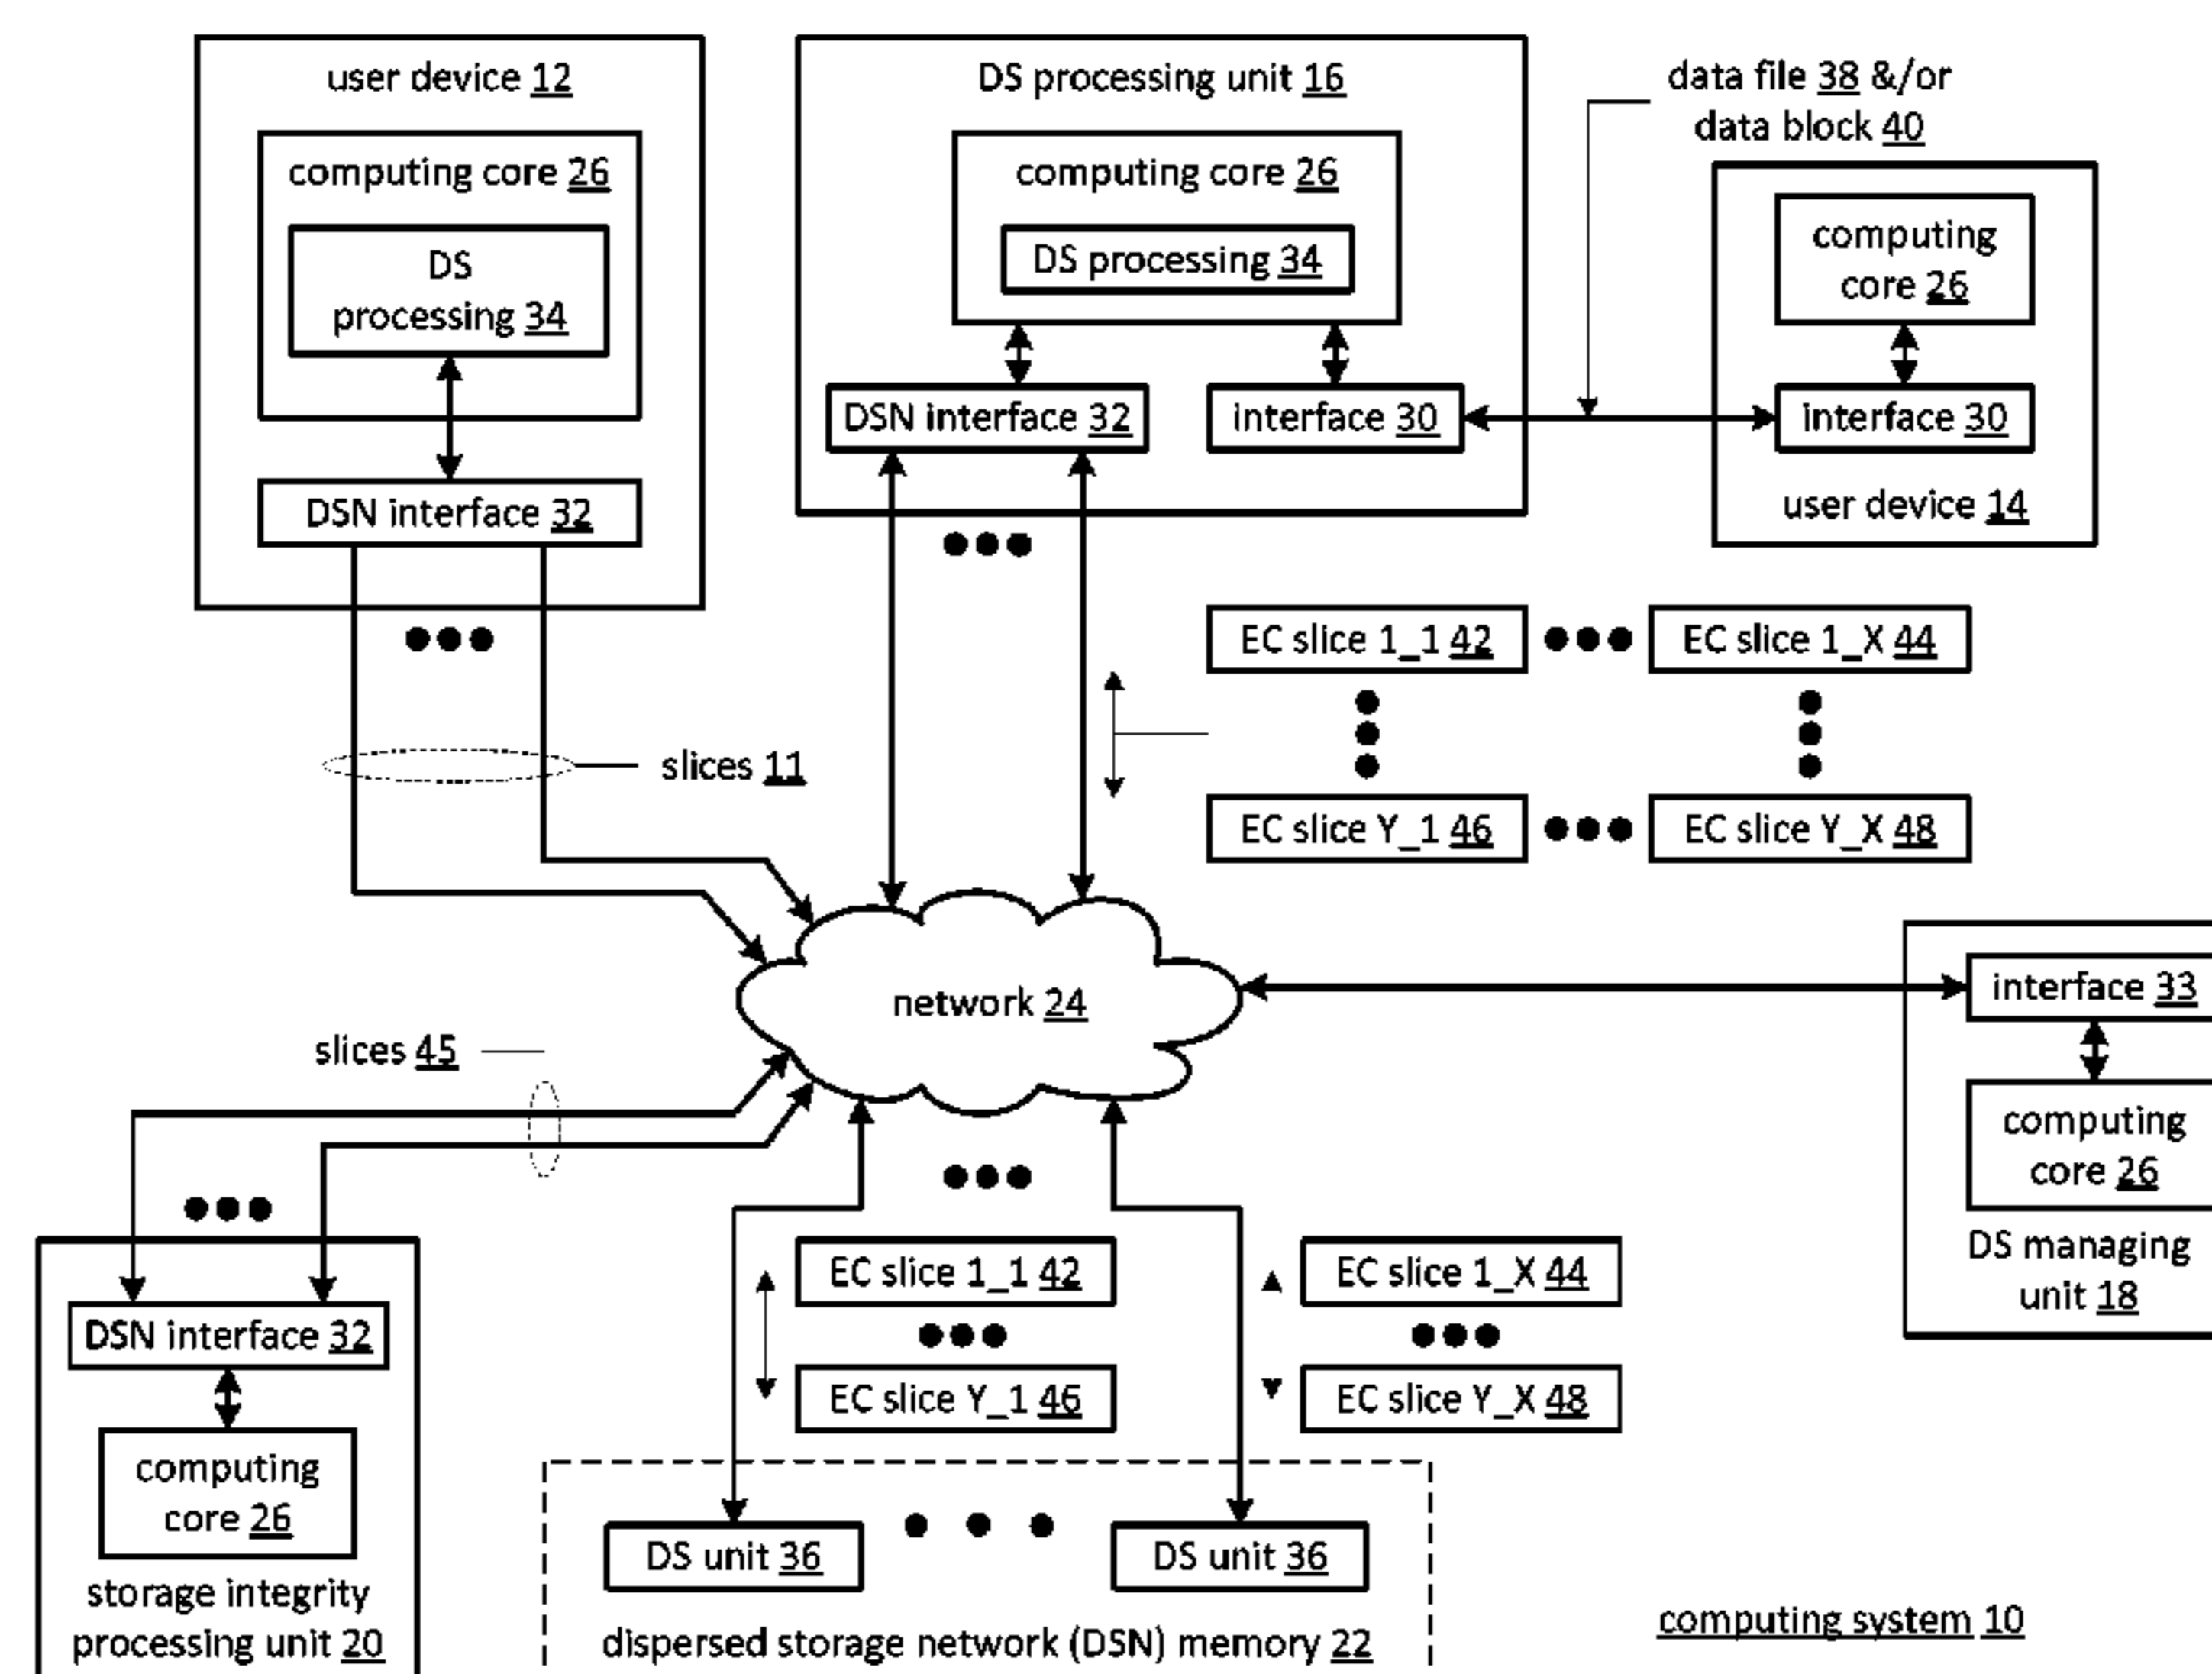 user device 12
computing core 26
DS
processing 34
DSN interface 32
DS processing unit 16
computing core 26
DS processing 34
DSN interface 32
interface 30
data file 38 &/or
data block 40
computing
core 26
interface 30
user device 14
slices 11
EC slice 1_1 42
EC slice 1_X 44
EC slice Y_1 46
EC slice Y_X 48
network 24
interface 33
computing
core 26
DS managing
unit 18
slices 45
DSN interface 32
computing
core 26
storage integrity
processing unit 20
EC slice 1_1 42
EC slice 1_X 44
EC slice Y_1 46
EC slice Y_X 48
DS unit 36
DS unit 36
dispersed storage network (DSN) memory 22
computing system 10